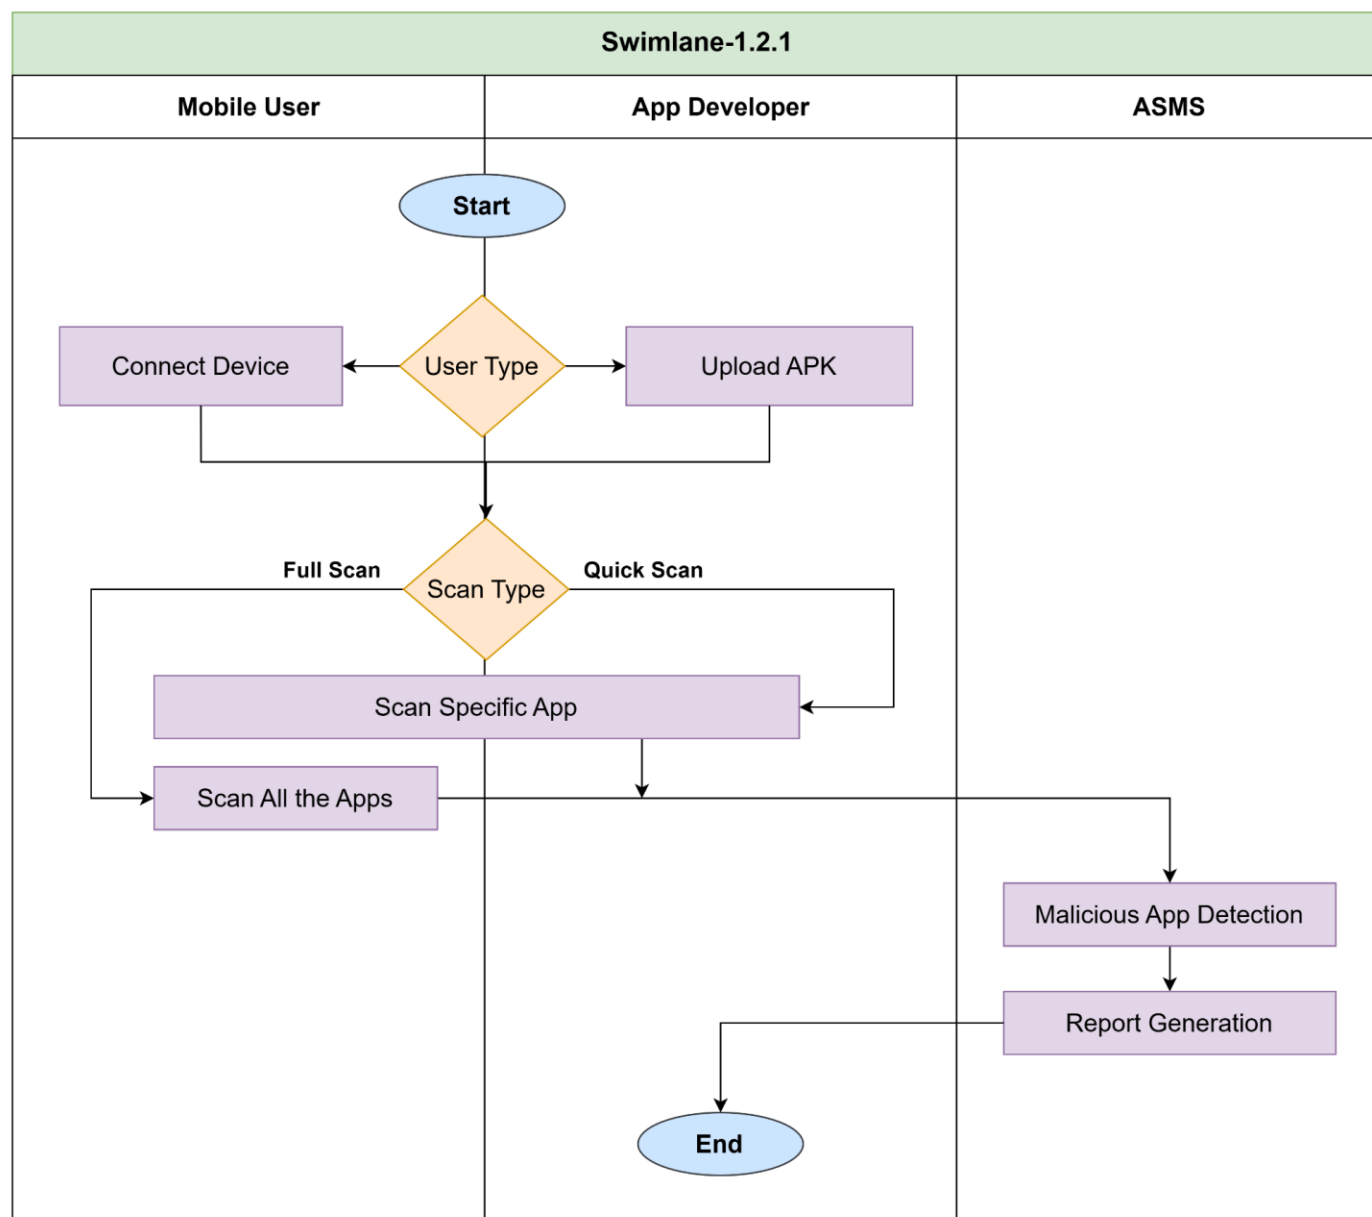 Swimlane-1.2.1
Mobile User
App Developer
ASMS
Start
Connect Device
User Type
Upload APK
Full Scan
Quick Scan
Scan Type
Scan Specific App
Scan All the Apps
Malicious App Detection
Report Generation
End